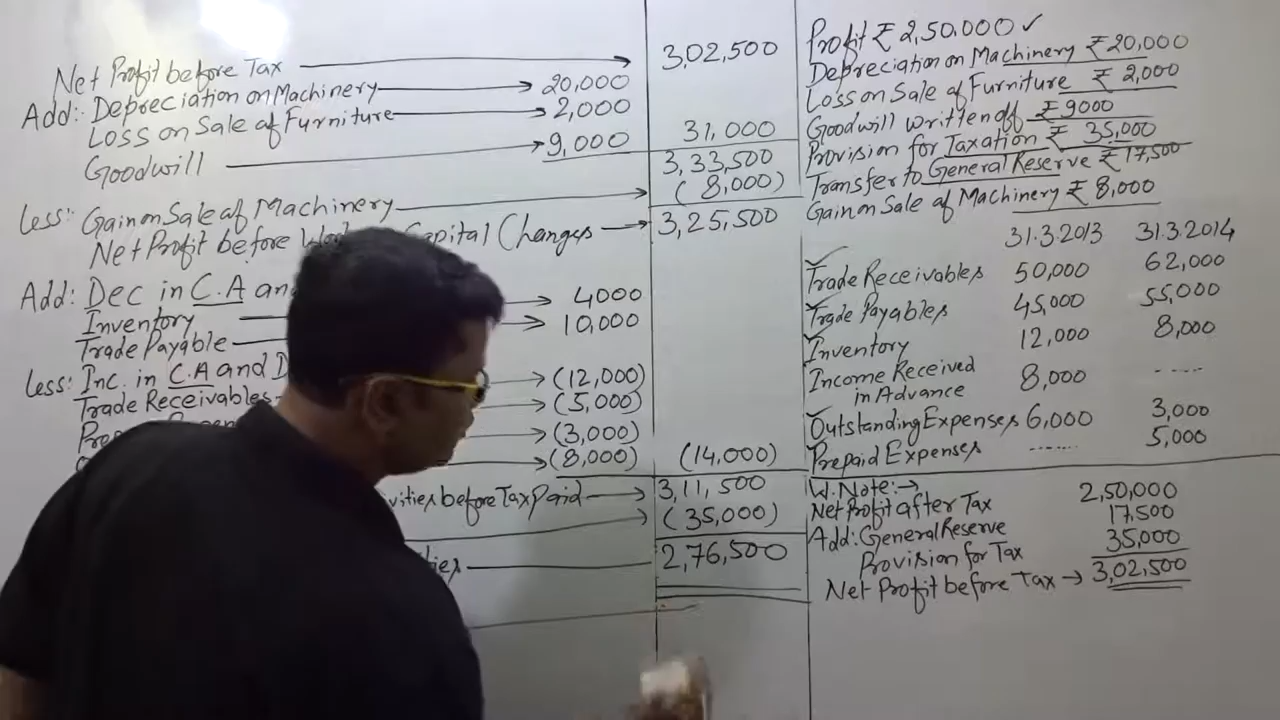 Net Profit before Tax 3,02,500
Add: Depreciation on Machinery 20,000
Loss on Sale of Furniture 2,000
Goodwill 9,000 31,000
3,33,500
Less: Gain on Sale of Machinery (8,000)
Net Profit before Capital Changes 3,25,500
Add: Dec in C.A an
Inventory 4000
Trade Payable 10,000
Less: Inc. in C.A and D
Trade Receivables (12,000)
(5,000)
(3,000)
(8,000) (14,000)
vities before Tax Paid 3,11,500
(35,000)
ties 2,76,500
Profit ₹ 2,50,000 ✓
Depreciation on Machinery ₹ 20,000
Loss on Sale of Furniture ₹ 2,000
Goodwill written off ₹ 9000
Provision for Taxation ₹ 35,000
Transfer to General Reserve ₹ 17,500
Gain on Sale of Machinery ₹ 8,000
31.3.2013 31.3.2014
Trade Receivables 50,000 62,000
Trade Payables 45,000 55,000
Inventory 12,000 8,000
Income Received
in Advance 8,000 ----
Outstanding Expenses 6,000 3,000
Prepaid Expenses ------ 5,000
W. Note:→
Net Profit after Tax 2,50,000
Add: General Reserve 17,500
Provision for Tax 35,000
Net Profit before Tax → 3,02,500